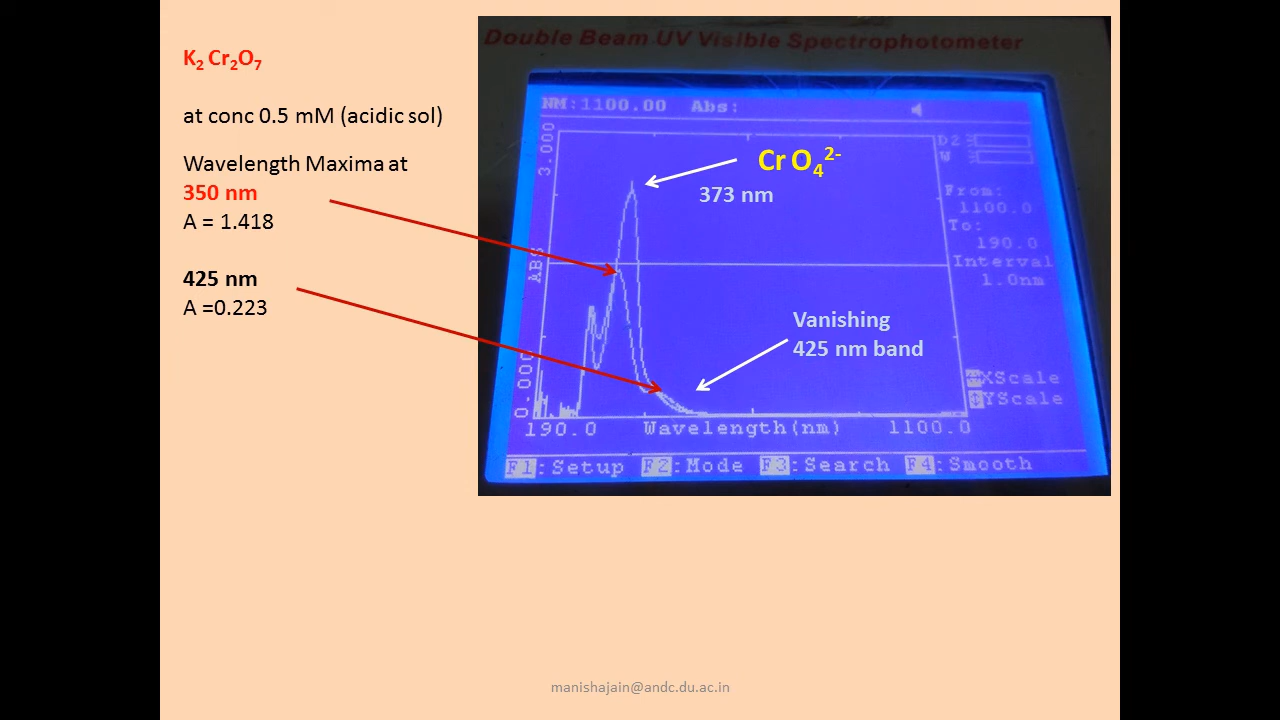 K₂ Cr₂O₇
at conc 0.5 mM (acidic sol)
Wavelength Maxima at
350 nm
A = 1.418
425 nm
A =0.223
Double Beam UV Visible Spectrophotometer
NM:1100.00 Abs:
3.000
ABS
0.000
Cr O₄²⁻
373 nm
Vanishing
425 nm band
D2
W
From:
1100.0
To:
190.0
Interval
1.0nm
XScale
YScale
190.0 Wavelength(nm) 1100.0
F1:Setup F2:Mode F3:Search F4:Smooth
manishajain@andc.du.ac.in